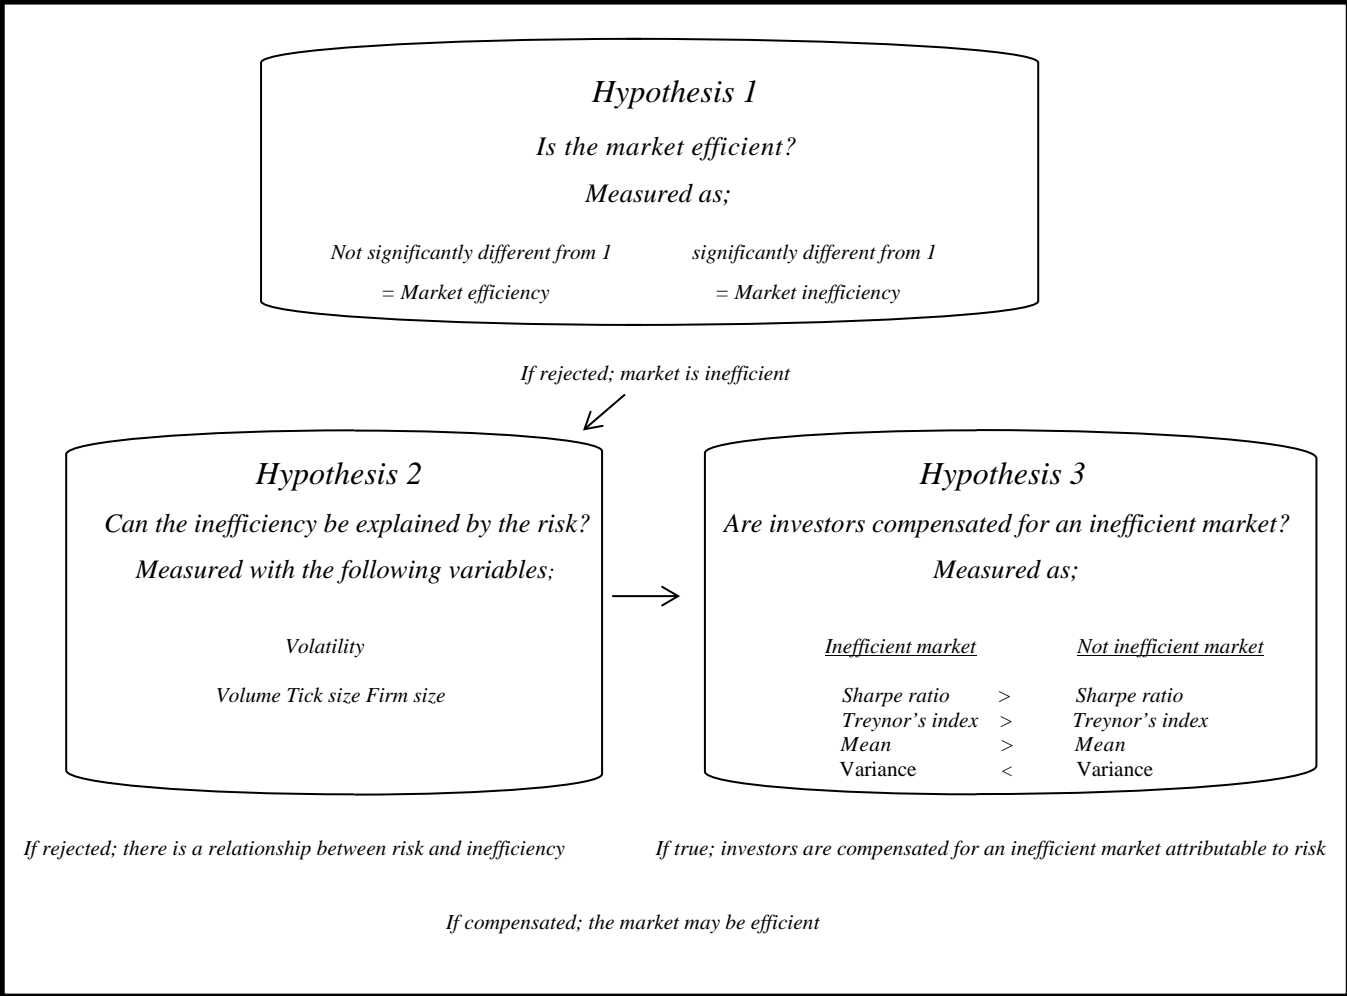 Hypothesis 1
Is the market efficient?
Measured as;
Not significantly different from 1 significantly different from 1
= Market efficiency = Market inefficiency
If rejected; market is inefficient
Hypothesis 2
Can the inefficiency be explained by the risk?
Measured with the following variables;
Volatility
Volume Tick size Firm size
Hypothesis 3
Are investors compensated for an inefficient market?
Measured as;
Inefficient market Not inefficient market
Sharpe ratio > Sharpe ratio
Treynor’s index > Treynor’s index
Mean > Mean
Variance < Variance
If rejected; there is a relationship between risk and inefficiency
If true; investors are compensated for an inefficient market attributable to risk
If compensated; the market may be efficient